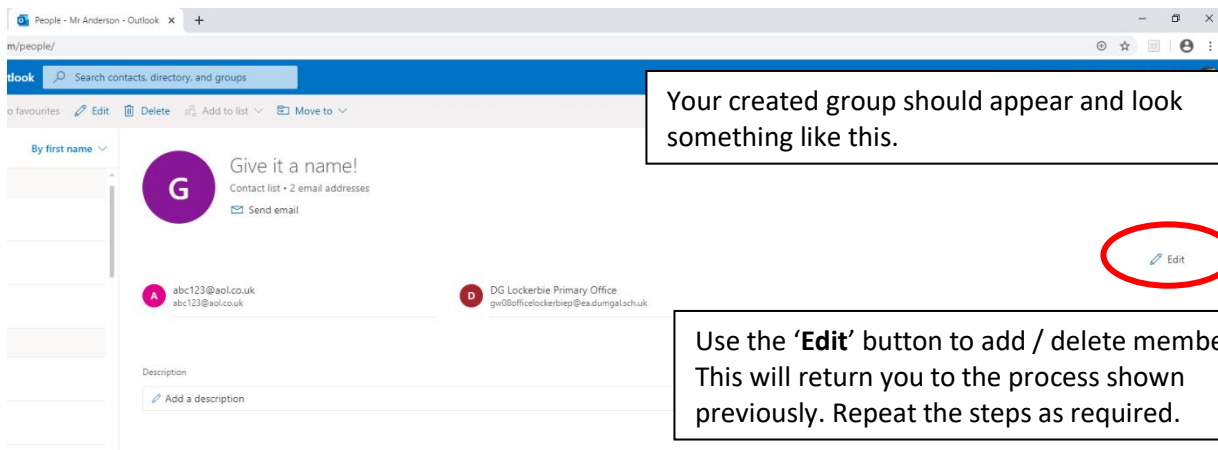 People - Mr Anderson - Outlook
m/people/
tlook Search contacts, directory, and groups
o favourites Edit Delete Add to list Move to
Your created group should appear and look
something like this.
By first name
G
Give it a name!
Contact list • 2 email addresses
Send email
Edit
A
abc123@aol.co.uk
abc123@aol.co.uk
D
DG Lockerbie Primary Office
gw08officelockerbiep@ea.dumgal.sch.uk
Use the ‘Edit’ button to add / delete membe
This will return you to the process shown
previously. Repeat the steps as required.
Description
Add a description